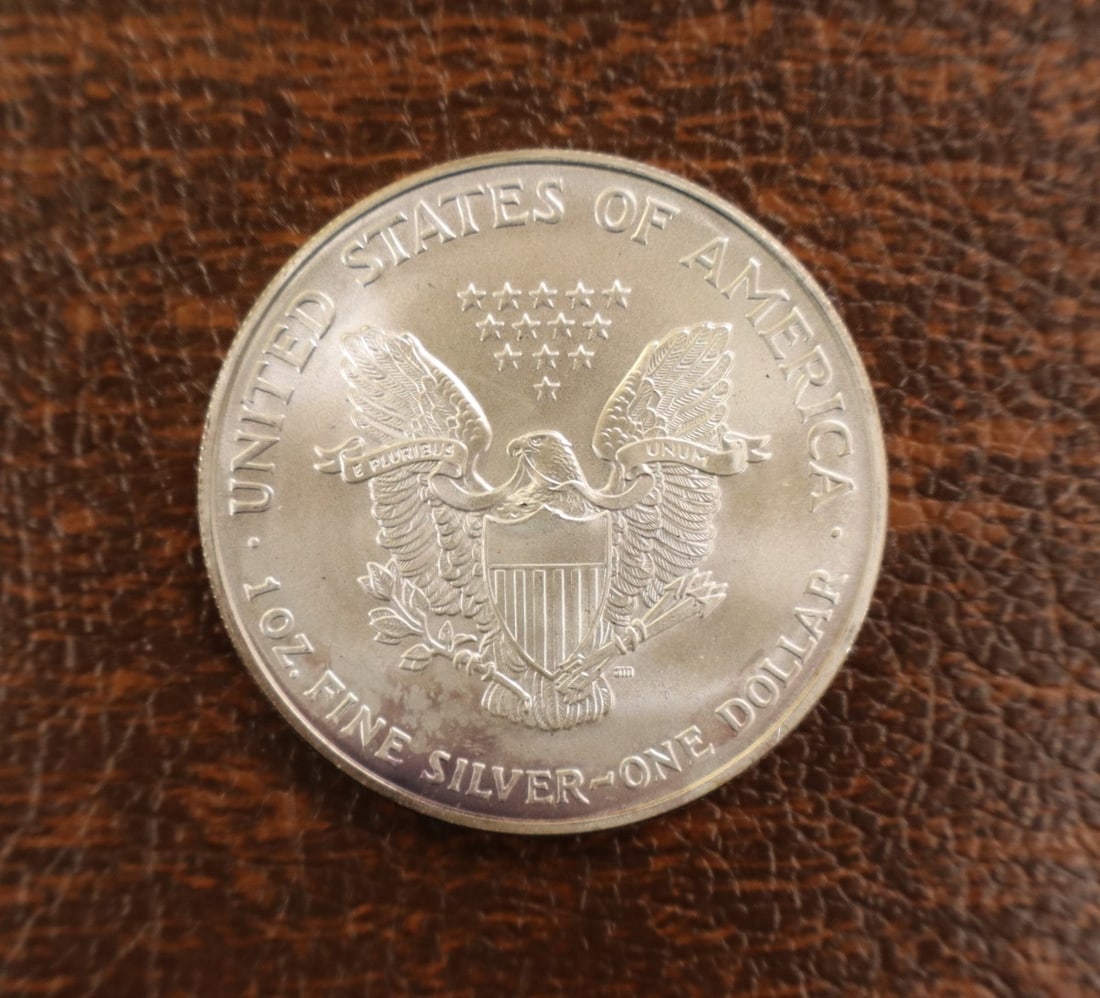 UNITED STATES OF AMERICA
E PLURIBUS UNUM
· 1 OZ. FINE SILVER~ONE DOLLAR ·